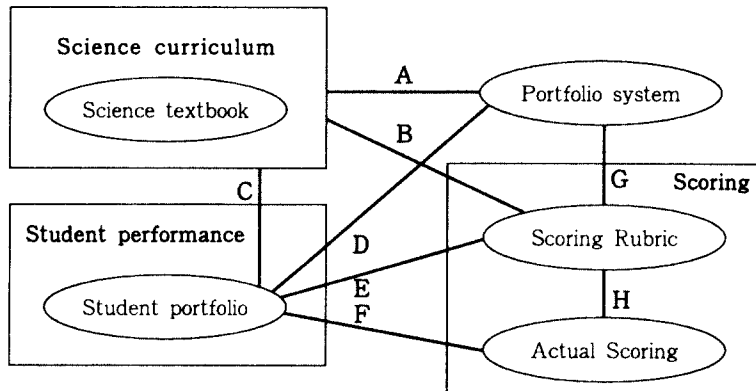 Science curriculum
Science textbook
A
Portfolio system
B
C
G
Scoring
Student performance
D
Scoring Rubric
Student portfolio
E
F
H
Actual Scoring